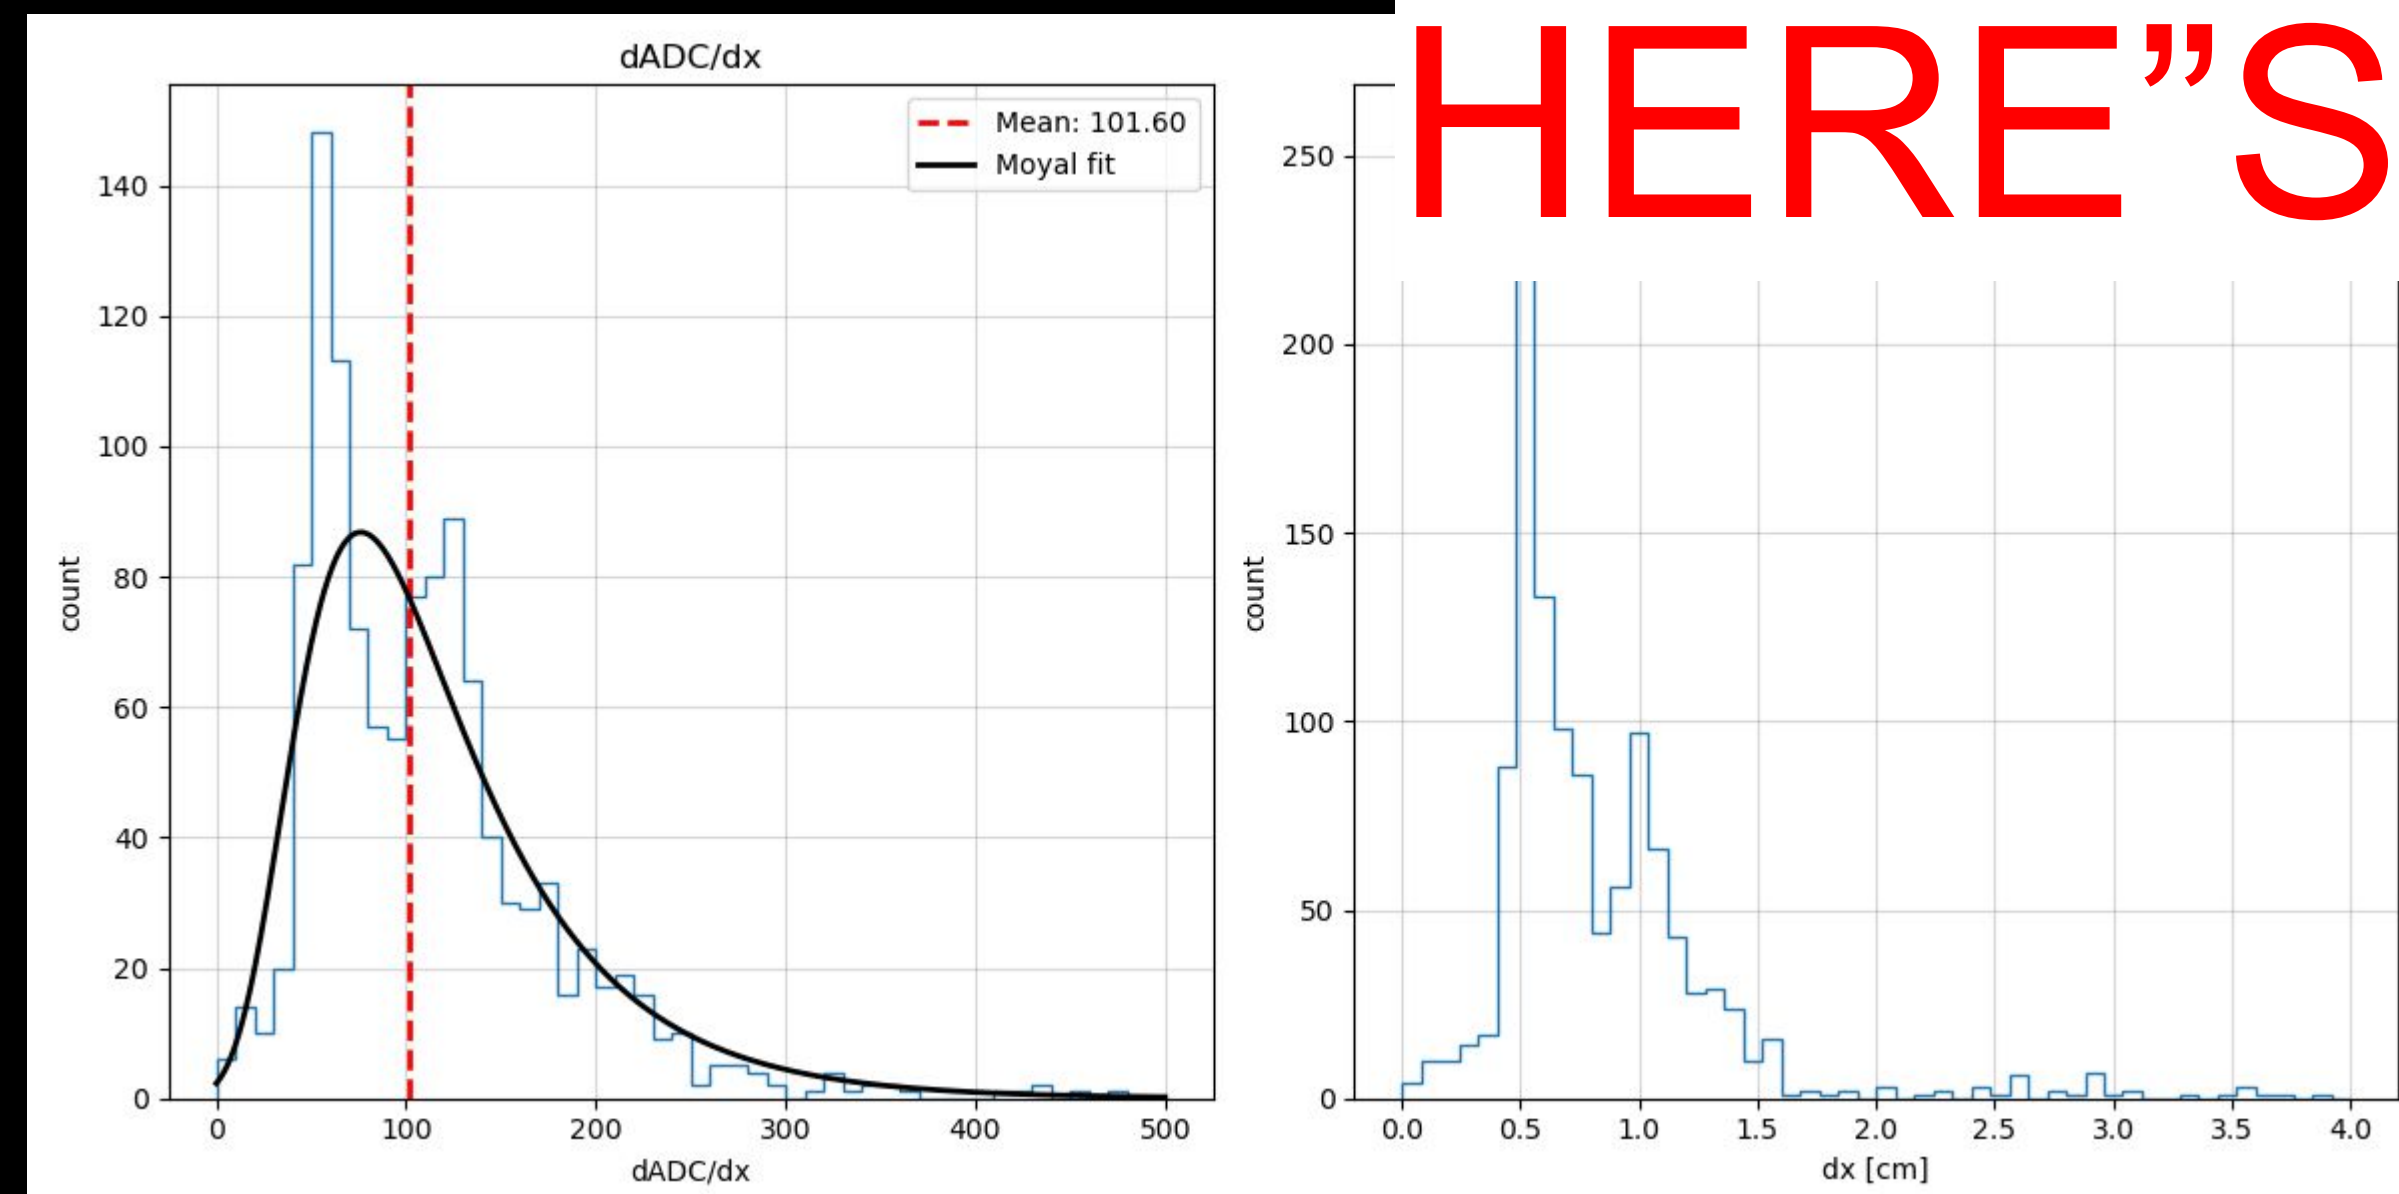 HERE”S
dADC/dx
Mean: 101.60
Moyal fit
140
120
100
80
60
40
20
0
count
0 100 200 300 400 500
dADC/dx
250
200
150
100
50
0
count
0.0 0.5 1.0 1.5 2.0 2.5 3.0 3.5 4.0
dx [cm]